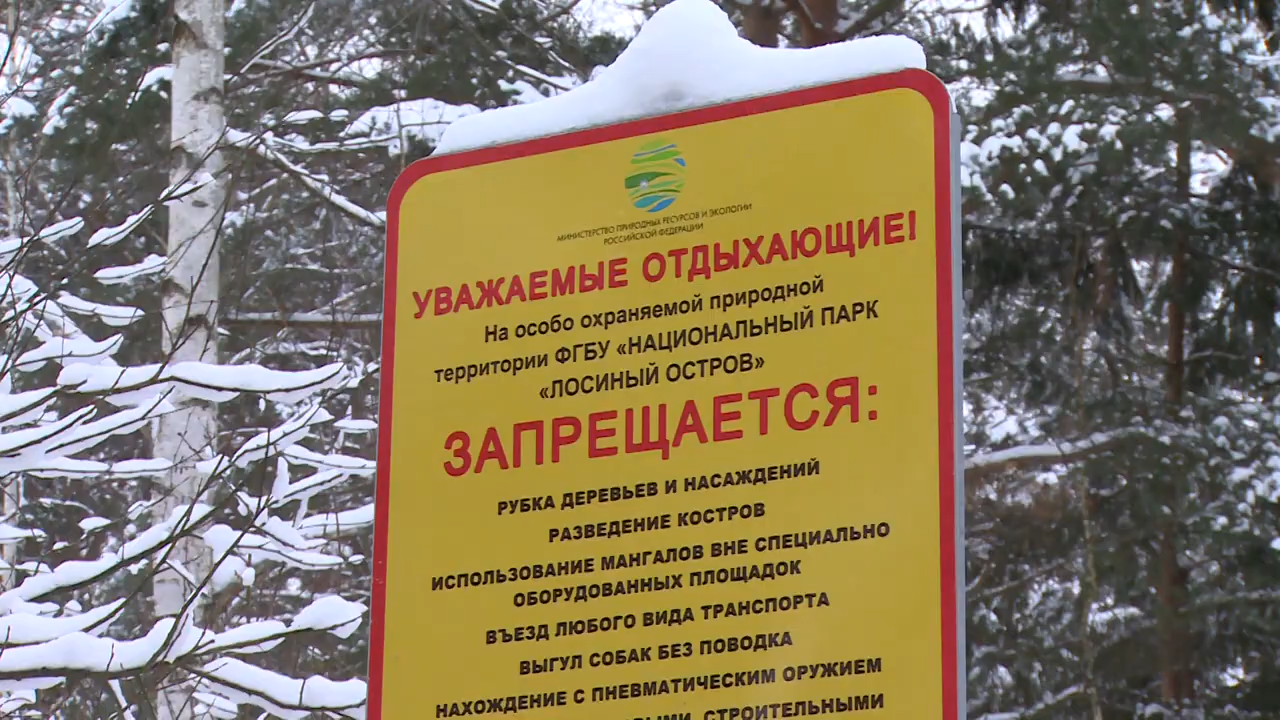 МИНИСТЕРСТВО ПРИРОДНЫХ РЕСУРСОВ И ЭКОЛОГИИ
РОССИЙСКОЙ ФЕДЕРАЦИИ
УВАЖАЕМЫЕ ОТДЫХАЮЩИЕ!
На особо охраняемой природной
территории ФГБУ «НАЦИОНАЛЬНЫЙ ПАРК
«ЛОСИНЫЙ ОСТРОВ»
ЗАПРЕЩАЕТСЯ:
РУБКА ДЕРЕВЬЕВ И НАСАЖДЕНИЙ
РАЗВЕДЕНИЕ КОСТРОВ
ИСПОЛЬЗОВАНИЕ МАНГАЛОВ ВНЕ СПЕЦИАЛЬНО
ОБОРУДОВАННЫХ ПЛОЩАДОК
ВЪЕЗД ЛЮБОГО ВИДА ТРАНСПОРТА
ВЫГУЛ СОБАК БЕЗ ПОВОДКА
НАХОЖДЕНИЕ С ПНЕВМАТИЧЕСКИМ ОРУЖИЕМ
СТРОИТЕЛЬНЫМИ